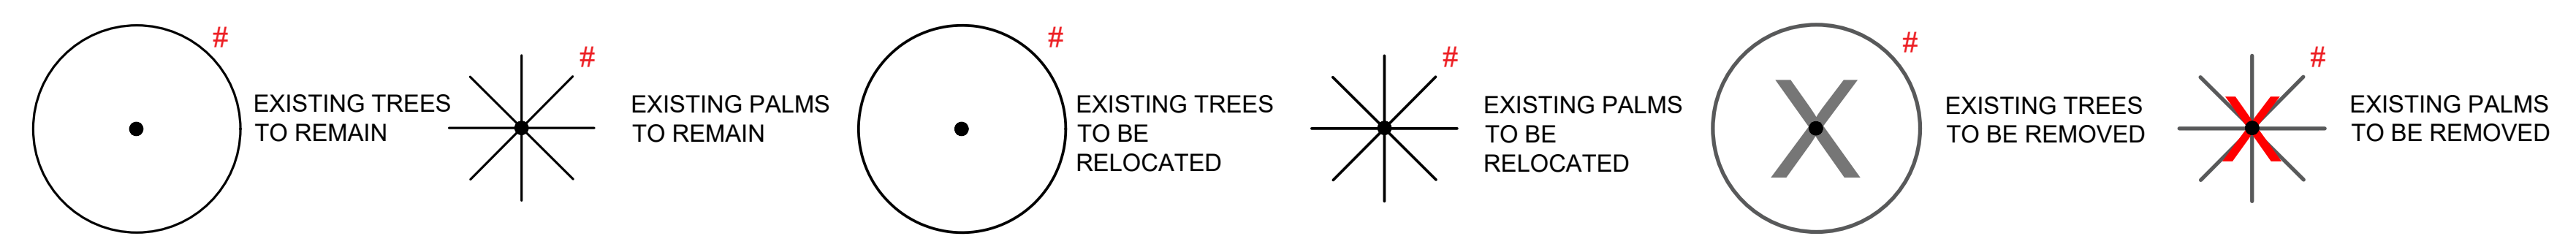 #
EXISTING TREES
TO REMAIN
#
EXISTING PALMS
TO REMAIN
#
EXISTING TREES
TO BE
RELOCATED
#
EXISTING PALMS
TO BE
RELOCATED
#
X
EXISTING TREES
TO BE REMOVED
#
X
EXISTING PALMS
TO BE REMOVED